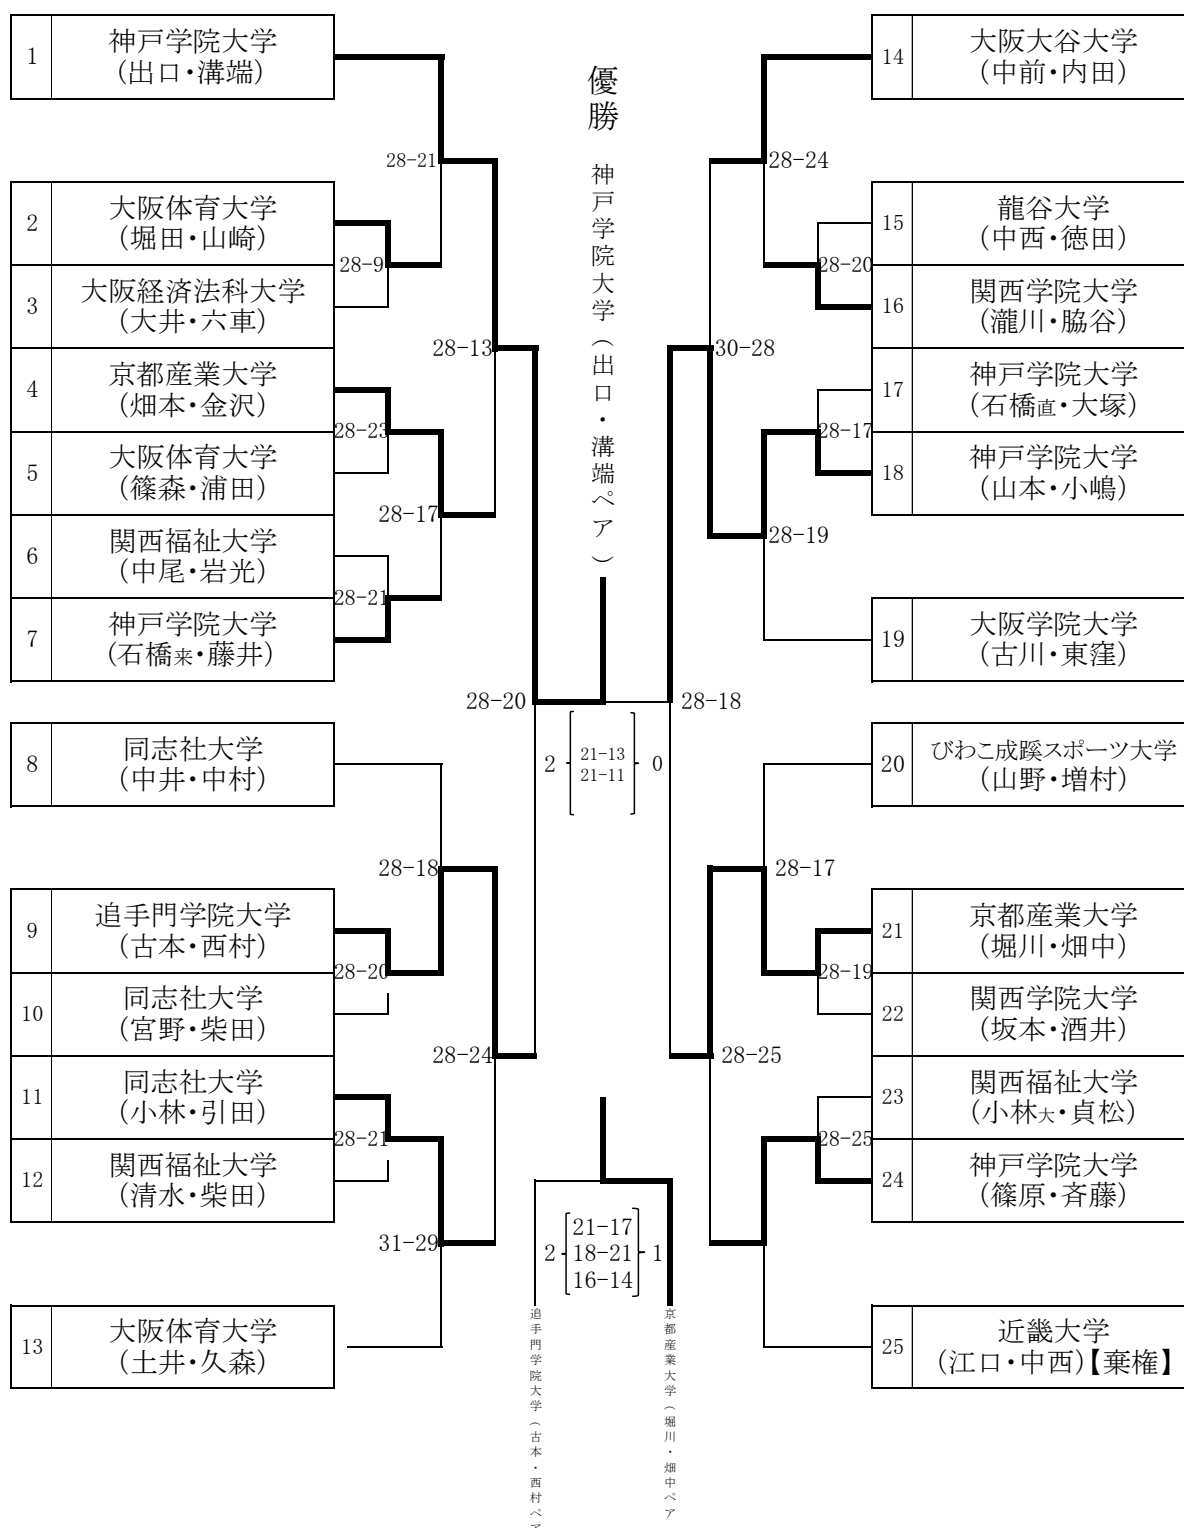 1
神戸学院大学
(出口・溝端)
2
大阪体育大学
(堀田・山崎)
3
大阪経済法科大学
(大井・六車)
4
京都産業大学
(畑本・金沢)
5
大阪体育大学
(篠森・浦田)
6
関西福祉大学
(中尾・岩光)
7
神戸学院大学
(石橋来・藤井)
8
同志社大学
(中井・中村)
9
追手門学院大学
(古本・西村)
10
同志社大学
(宮野・柴田)
11
同志社大学
(小林・引田)
12
関西福祉大学
(清水・柴田)
13
大阪体育大学
(土井・久森)
28-9
28-23
28-21
28-20
28-21
28-21
28-17
28-18
31-29
28-13
28-24
28-20
優勝
神戸学院大学(出口・溝端ペア)
2
21-13
21-11
0
2
21-17
18-21
16-14
1
追手門学院大学(古本・西村ペア
京都産業大学(堀川・畑中ペア
28-18
30-28
28-25
28-24
28-19
28-17
28-20
28-17
28-19
28-25
14
大阪大谷大学
(中前・内田)
15
龍谷大学
(中西・徳田)
16
関西学院大学
(瀧川・脇谷)
17
神戸学院大学
(石橋直・大塚)
18
神戸学院大学
(山本・小嶋)
19
大阪学院大学
(古川・東窪)
20
びわこ成蹊スポーツ大学
(山野・増村)
21
京都産業大学
(堀川・畑中)
22
関西学院大学
(坂本・酒井)
23
関西福祉大学
(小林大・貞松)
24
神戸学院大学
(篠原・斉藤)
25
近畿大学
(江口・中西)【棄権】